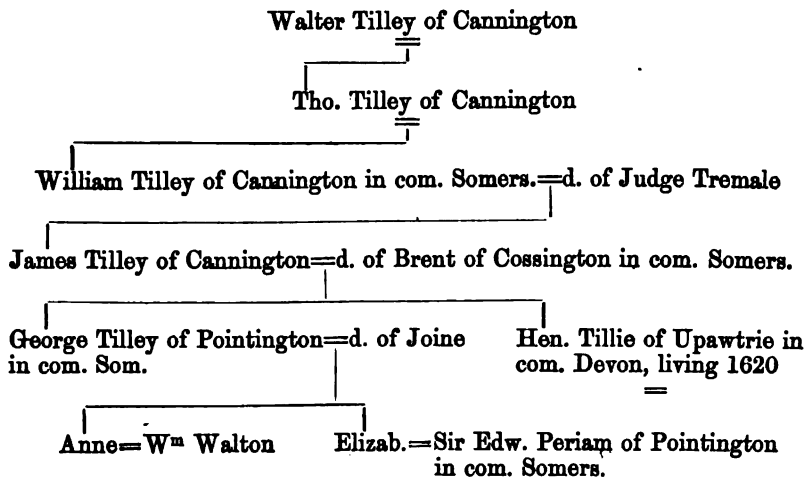 Walter Tilley of Cannington
Tho. Tilley of Cannington
William Tilley of Cannington in com. Somers.=d. of Judge Tremale
James Tilley of Cannington=d. of Brent of Cossington in com. Somers.
George Tilley of Pointington=d. of Joine
in com. Som.
Hen. Tillie of Upawtrie in
com. Devon, living 1620
Anne=Wm Walton
Elizab.=Sir Edw. Periam of Pointington
in com. Somers.